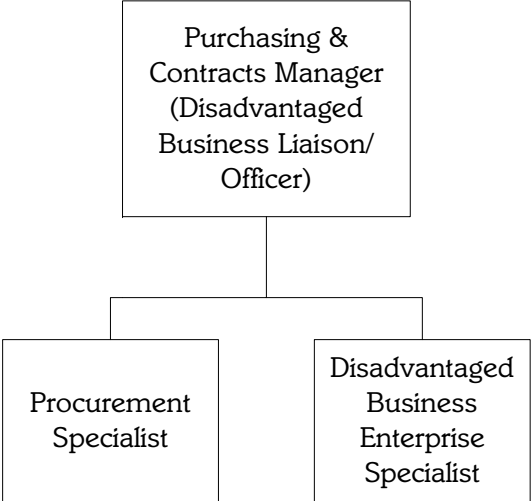 Purchasing &
Contracts Manager
(Disadvantaged
Business Liaison/
Officer)
Procurement
Specialist
Disadvantaged
Business
Enterprise
Specialist